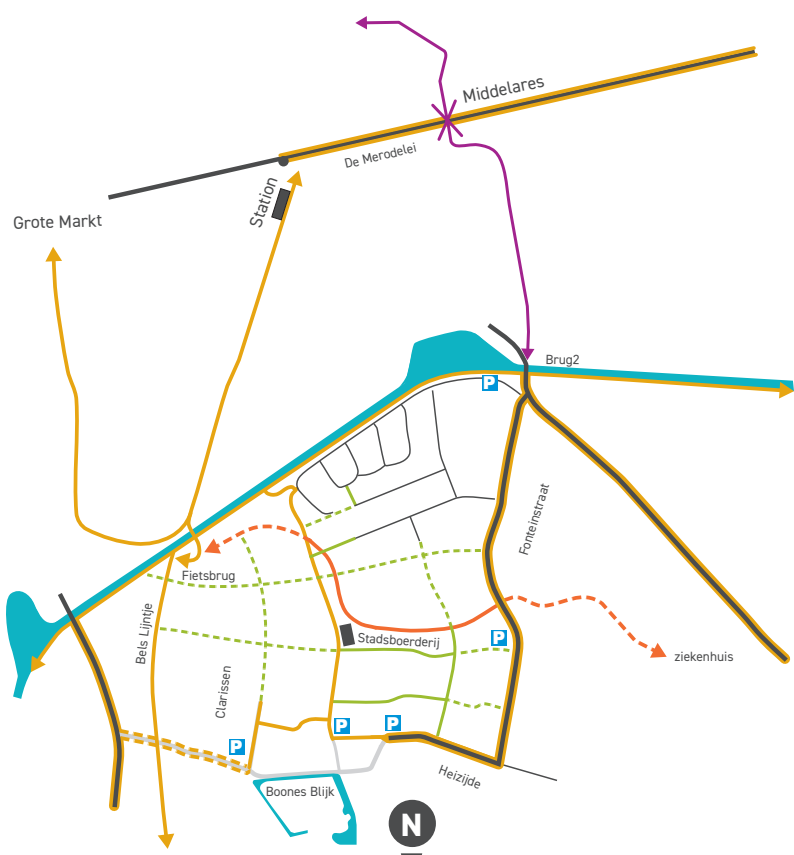 Middelares
De Merodelei
Station
Grote Markt
Brug2
P
Fonteinstraat
Fietsbrug
Bels Lijntje
Stadsboerderij
P
ziekenhuis
Clarissen
P
P
P
Heizijde
Boones Blijk
N